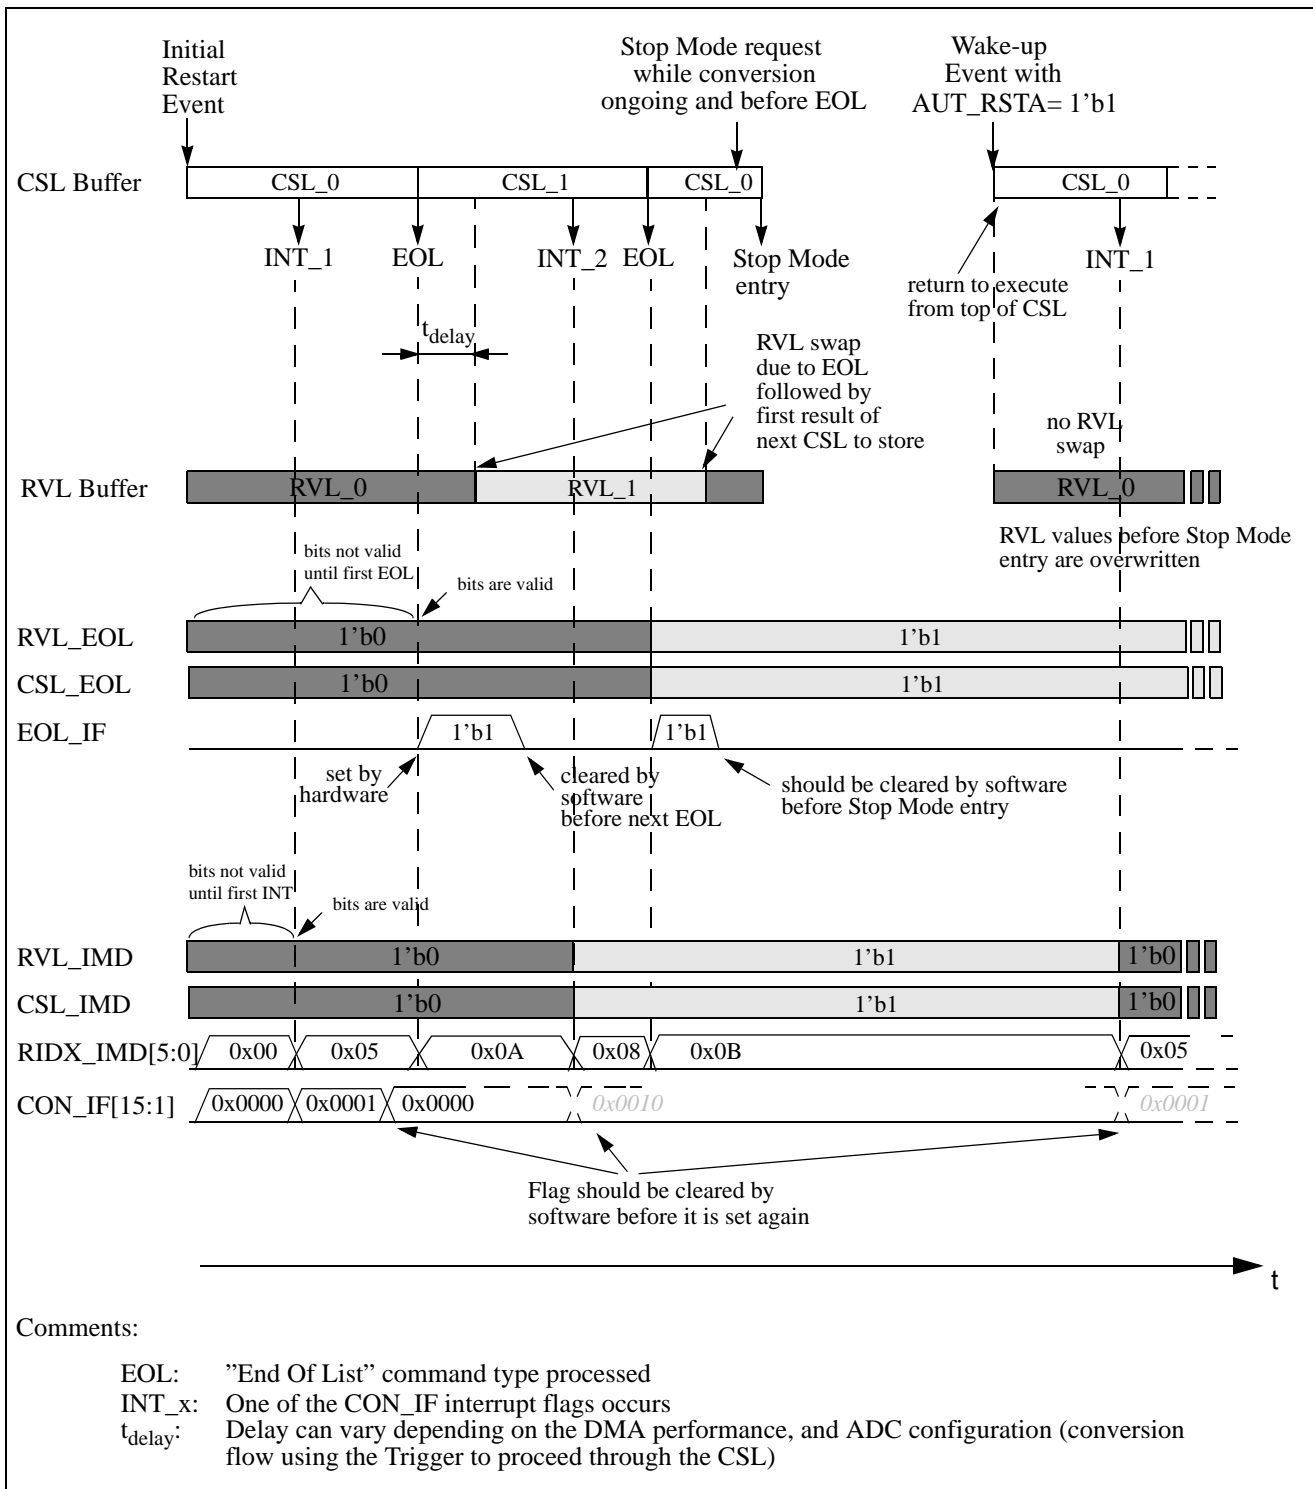 Initial
Restart
Event
Stop Mode request
while conversion
ongoing and before EOL
Wake-up
Event with
AUT_RSTA= 1’b1
CSL Buffer
CSL_0
CSL_1
CSL_0
CSL_0
INT_1
EOL
INT_2
EOL
Stop Mode
entry
INT_1
return to execute
from top of CSL
tdelay
RVL swap
due to EOL
followed by
first result of
next CSL to store
no RVL
swap
RVL Buffer
RVL_0
RVL_1
RVL_0
RVL values before Stop Mode
entry are overwritten
bits not valid
until first EOL
bits are valid
RVL_EOL
1’b0
1’b1
CSL_EOL
1’b0
1’b1
EOL_IF
1’b1
1’b1
set by
hardware
cleared by
software
before next EOL
should be cleared by software
before Stop Mode entry
bits not valid
until first INT
bits are valid
RVL_IMD
1’b0
1’b1
1’b0
CSL_IMD
1’b0
1’b1
1’b0
RIDX_IMD[5:0]
0x00
0x05
0x0A
0x08
0x0B
0x05
CON_IF[15:1]
0x0000
0x0001
0x0000
0x0010
0x0001
Flag should be cleared by
software before it is set again
t
Comments:
EOL: ”End Of List” command type processed
INT_x: One of the CON_IF interrupt flags occurs
tdelay: Delay can vary depending on the DMA performance, and ADC configuration (conversion
flow using the Trigger to proceed through the CSL)